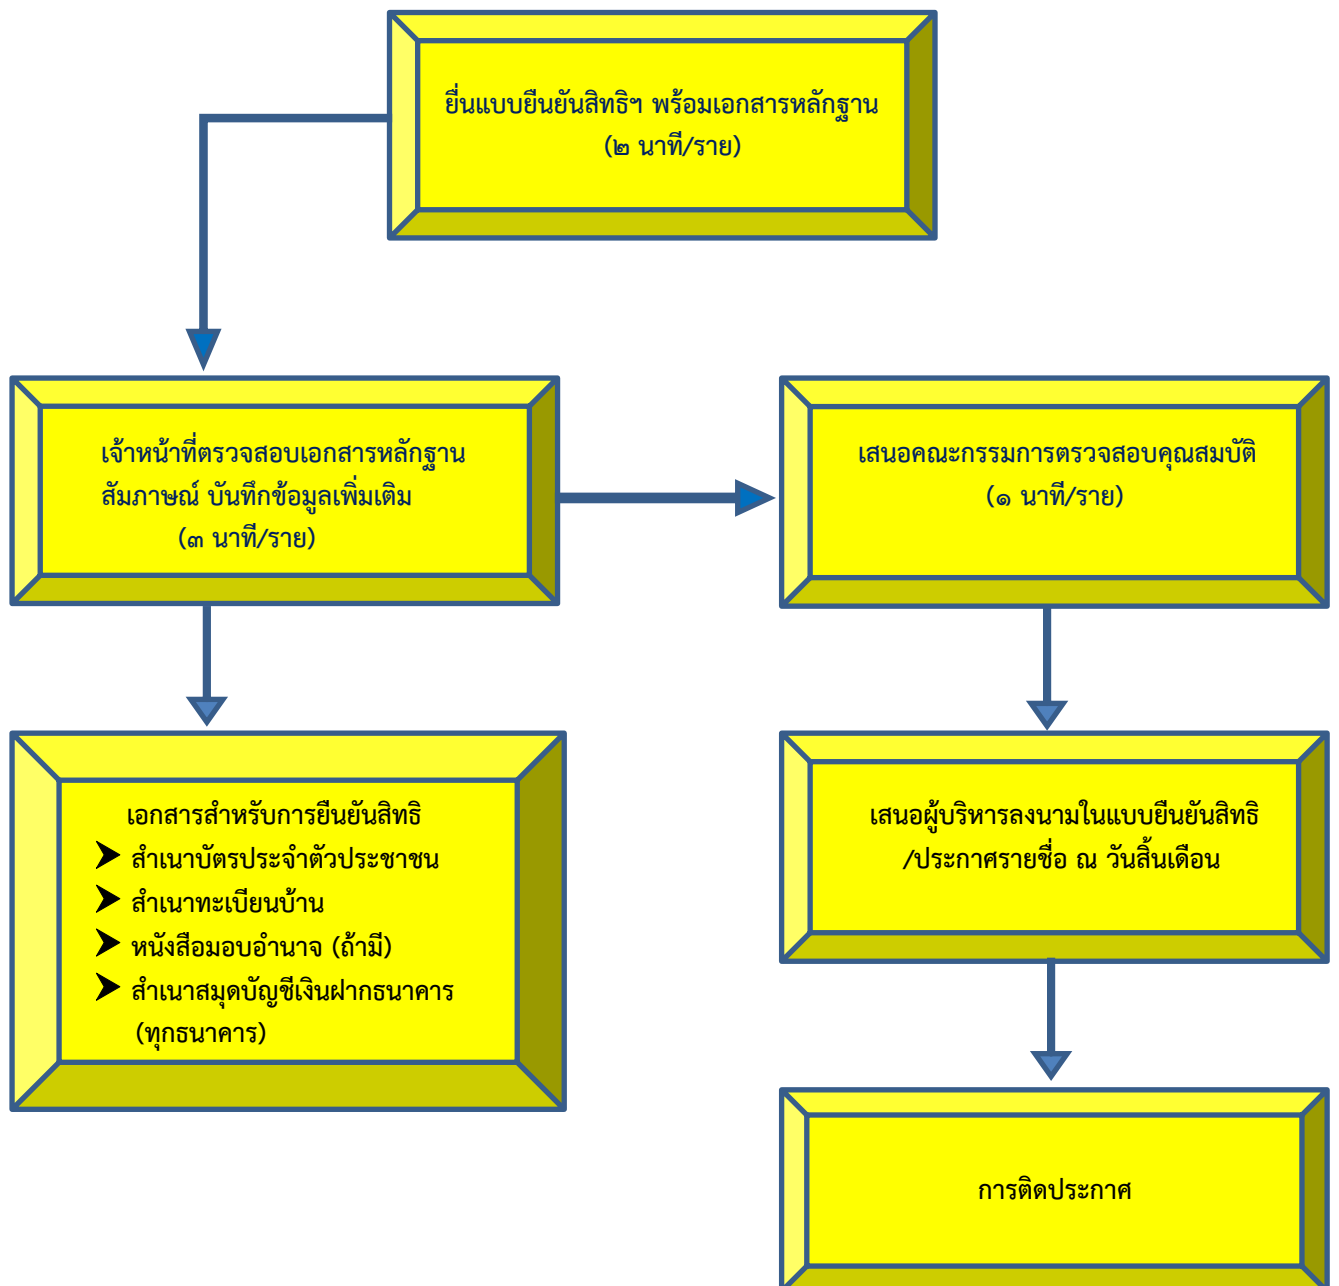 ยื่นแบบยืนยันสิทธิฯ พร้อมเอกสารหลักฐาน
(๒ นาที/ราย)
เจ้าหน้าที่ตรวจสอบเอกสารหลักฐาน
สัมภาษณ์ บันทึกข้อมูลเพิ่มเติม
(๓ นาที/ราย)
เสนอคณะกรรมการตรวจสอบคุณสมบัติ
(๑ นาที/ราย)
เอกสารสำหรับการยืนยันสิทธิ
➤ สำเนาบัตรประจำตัวประชาชน
➤ สำเนาทะเบียนบ้าน
➤ หนังสือมอบอำนาจ (ถ้ามี)
➤ สำเนาสมุดบัญชีเงินฝากธนาคาร
(ทุกธนาคาร)
เสนอผู้บริหารลงนามในแบบยืนยันสิทธิ
/ประกาศรายชื่อ ณ วันสิ้นเดือน
การติดประกาศ